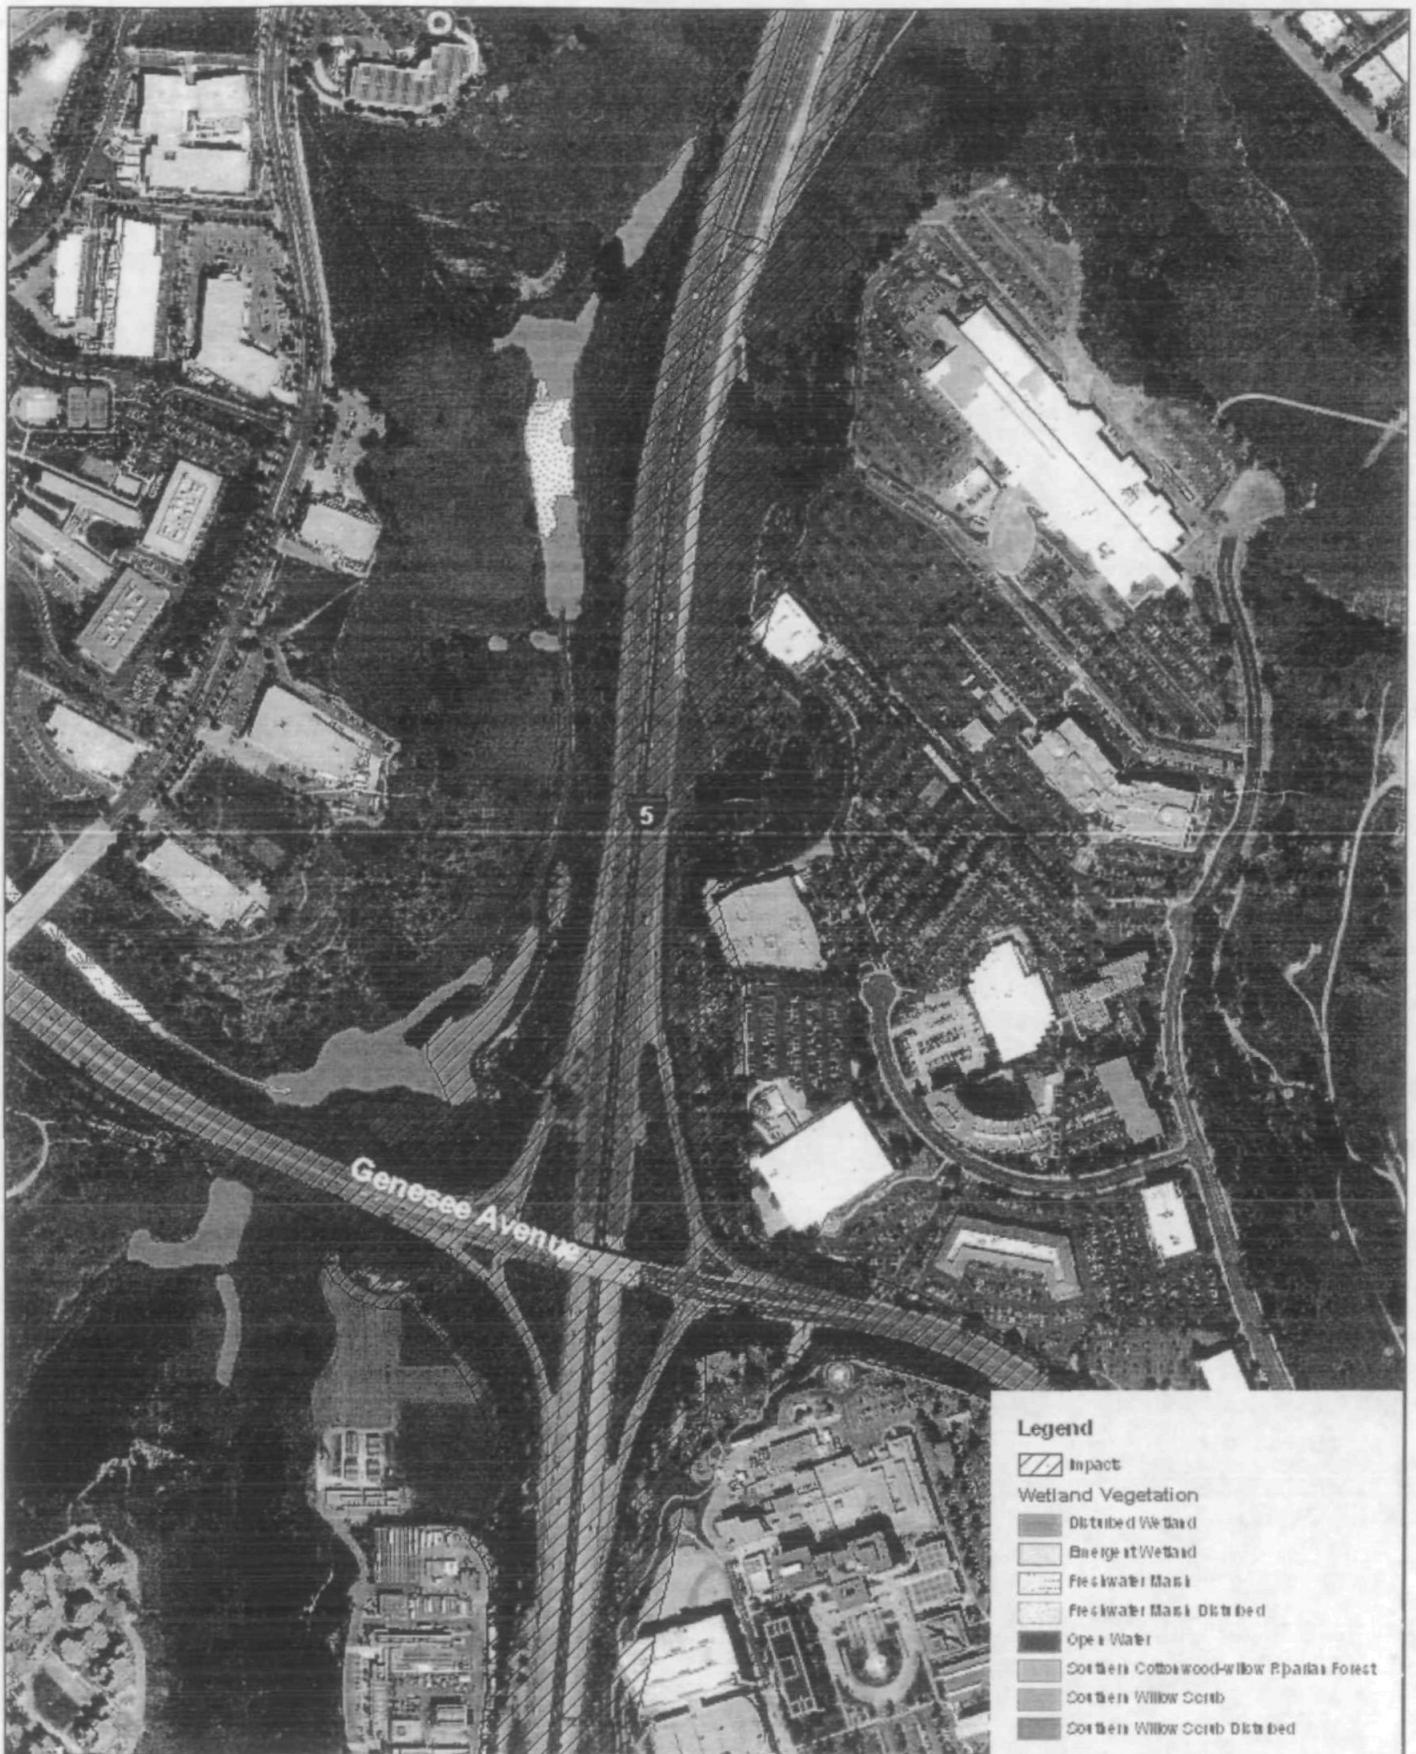 5
Genesee Avenue
Legend
Impacts
Wetland Vegetation
Disturbed Wetland
Emergent Wetland
Freshwater Marsh
Freshwater Marsh Disturbed
Open Water
Southern Cottonwood-willow Riparian Forest
Southern Willow Scrub
Southern Willow Scrub Disturbed